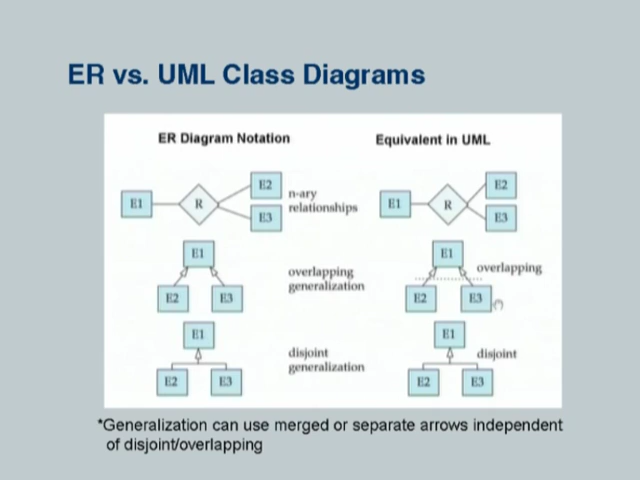 ER vs. UML Class Diagrams
ER Diagram Notation
Equivalent in UML
E1
R
E2
E3
n-ary
relationships
E1
R
E2
E3
E1
E2
E3
overlapping
generalization
E1
overlapping
E2
E3
E1
E2
E3
disjoint
generalization
E1
disjoint
E2
E3
*Generalization can use merged or separate arrows independent
of disjoint/overlapping